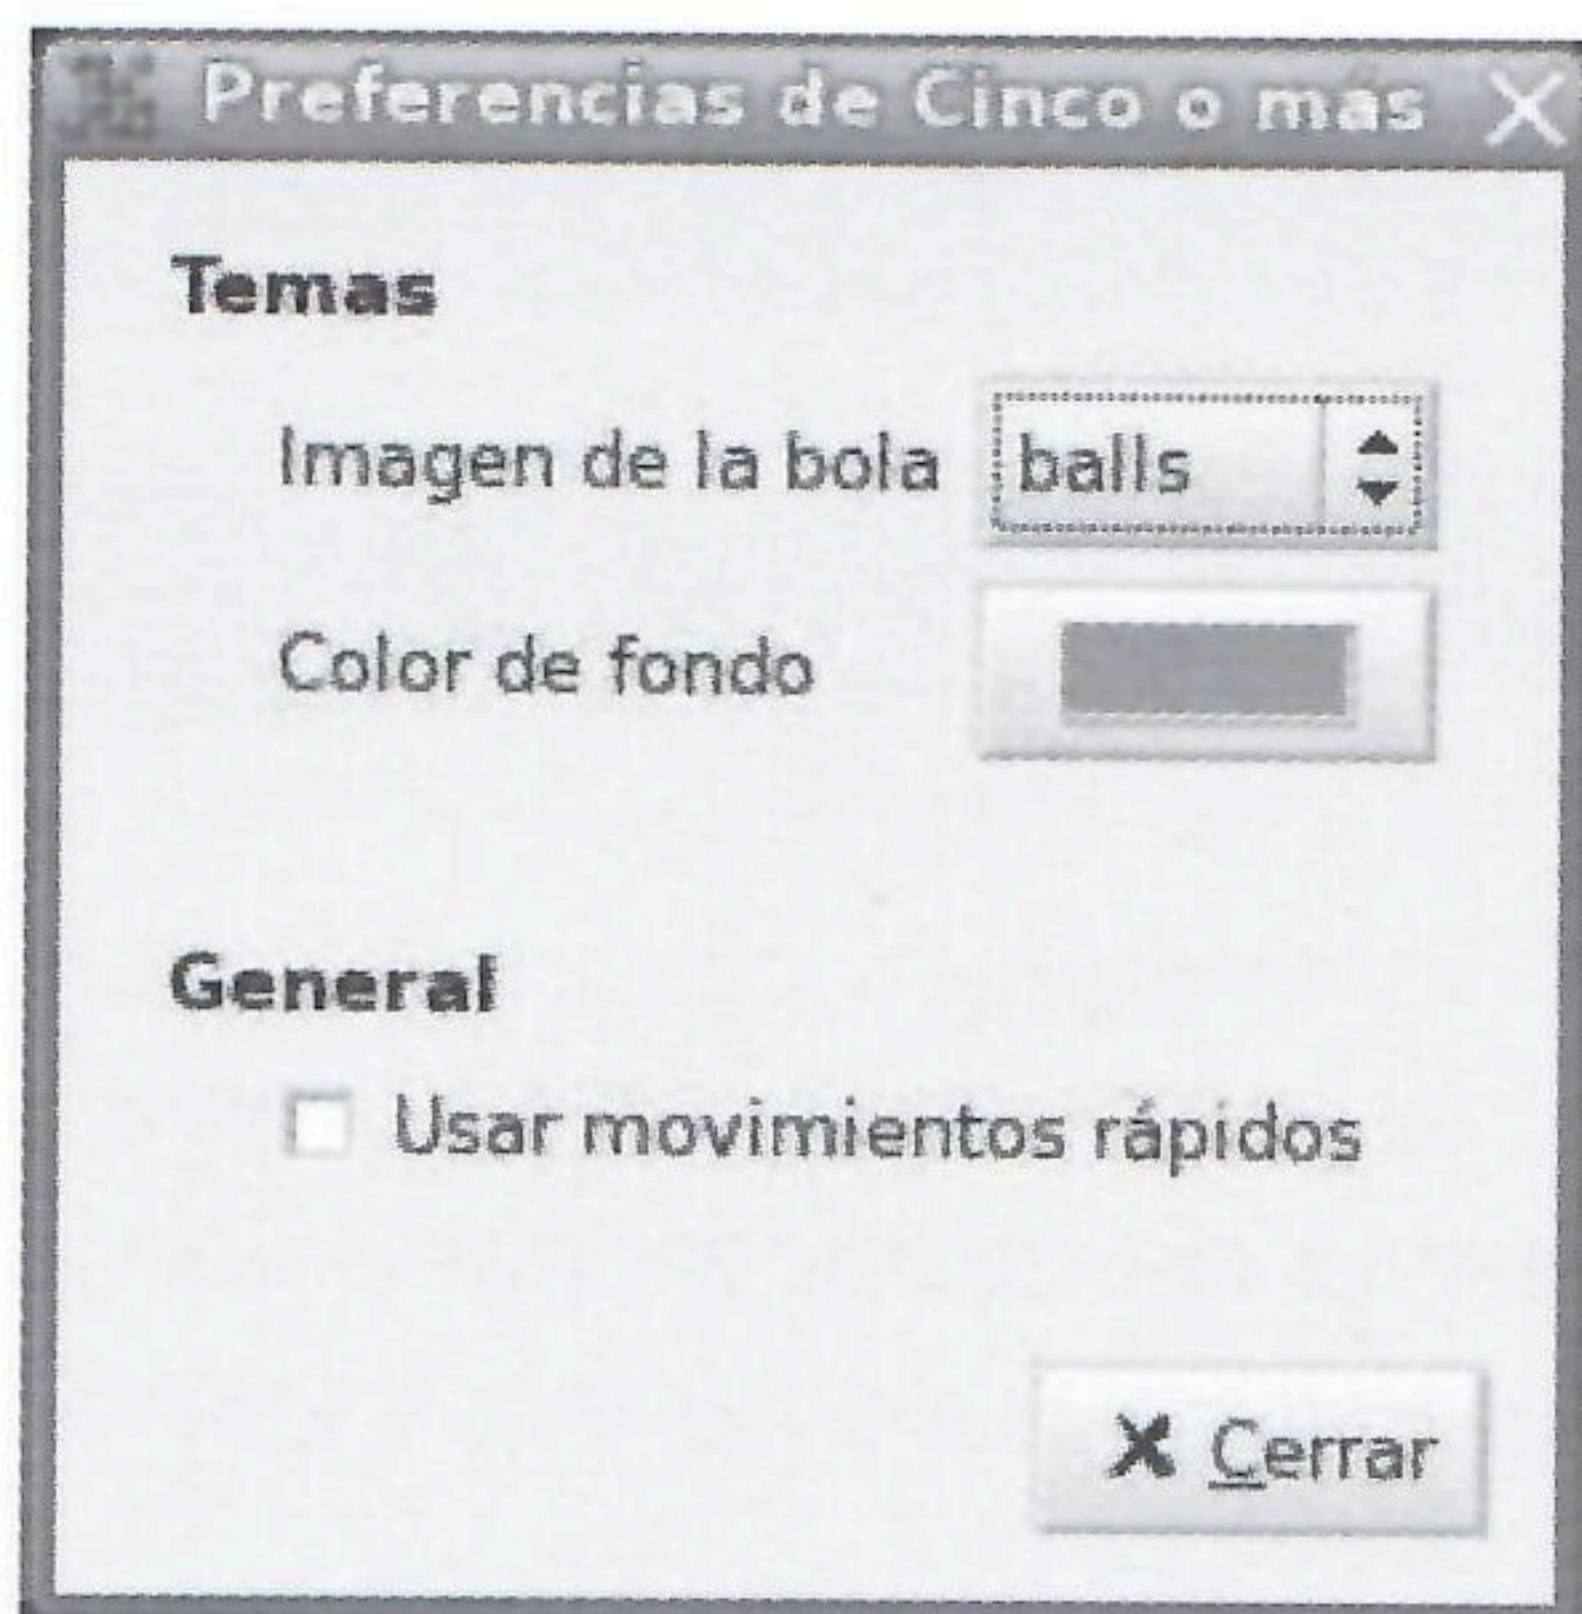 Preferencias de Cinco o más
Temas
Imagen de la bola balls
Color de fondo
General
Usar movimientos rápidos
Cerrar